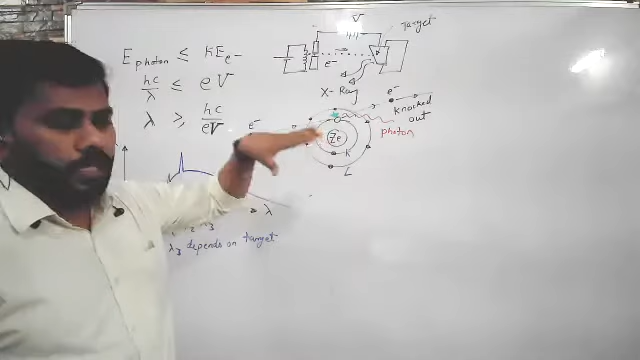 E photon ≤ KE e-
hc/λ ≤ eV
λ ≥ hc/eV
V
Target
e-
X-Ray
e-
e-
knocked
out
photon
Ze
K
L
λ
λ3 depends on target